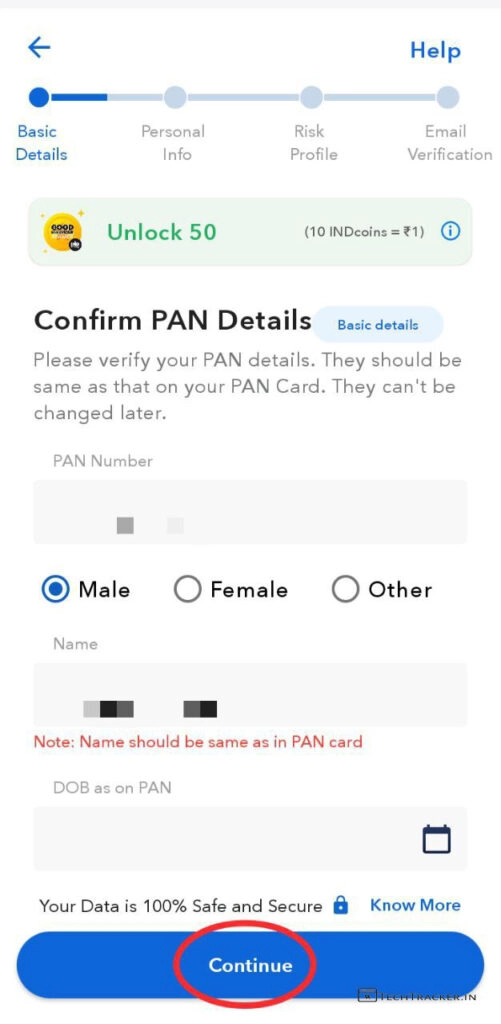 Help
Basic Details
Personal Info
Risk Profile
Email Verification
GOOD
Unlock 50
(10 INDcoins = ₹1)
Confirm PAN Details
Basic details
Please verify your PAN details. They should be
same as that on your PAN Card. They can't be
changed later.
PAN Number
Male
Female
Other
Name
Note: Name should be same as in PAN card
DOB as on PAN
Your Data is 100% Safe and Secure
Know More
Continue
TECHTRACKER.IN